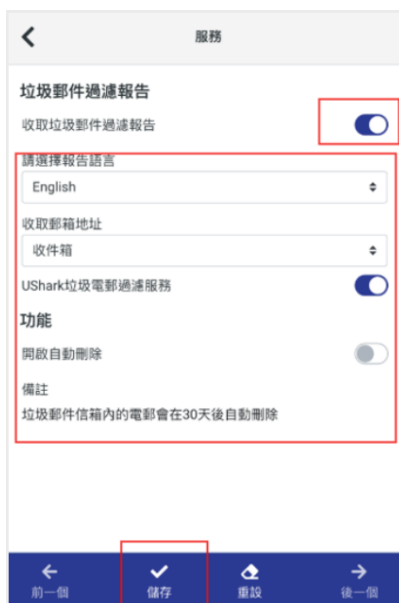 服務
垃圾郵件過濾報告
收取垃圾郵件過濾報告
請選擇報告語言
English
收取郵箱地址
收件箱
UShark垃圾電郵過濾服務
功能
開啟自動刪除
備註
垃圾郵件信箱內的電郵會在30天後自動刪除
前一個 儲存 重設 後一個